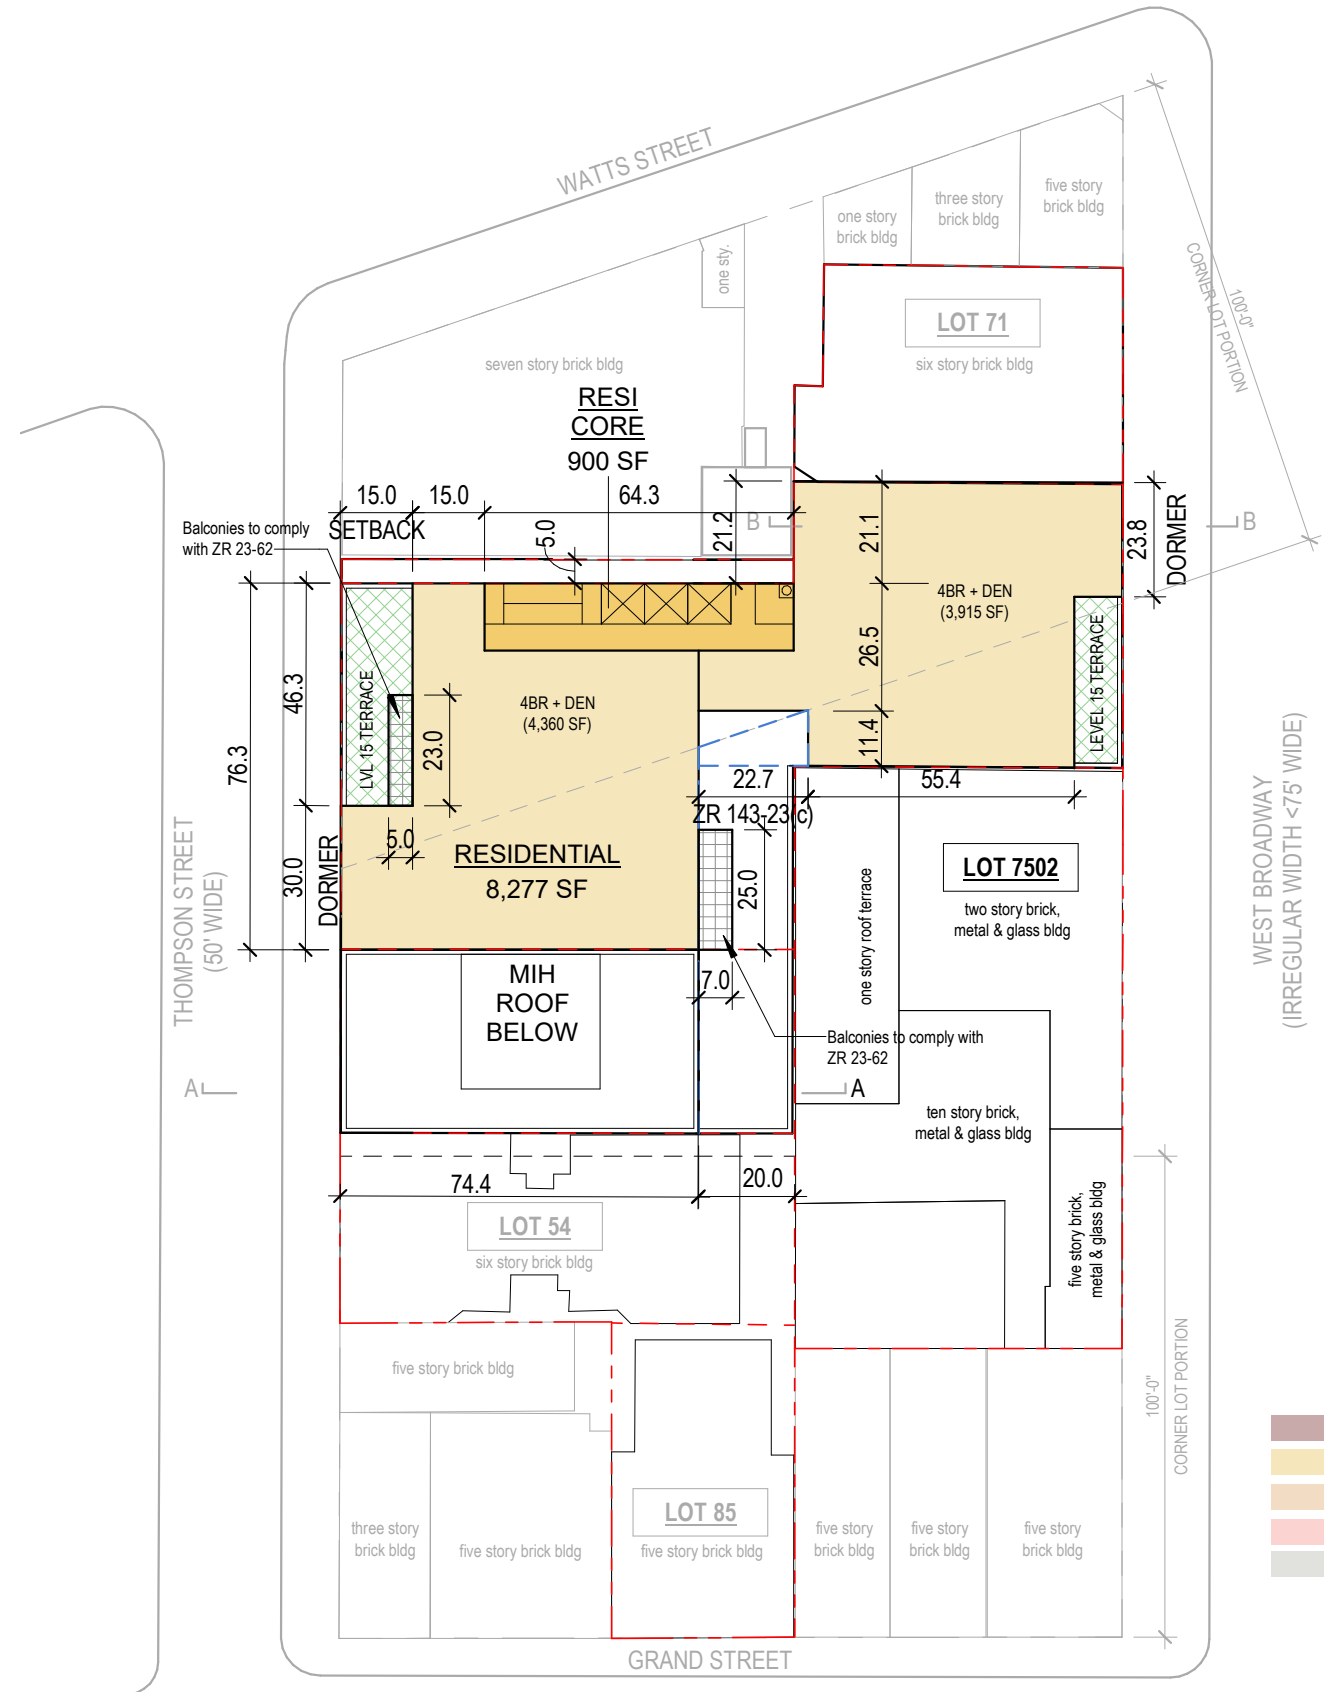 WATTS STREET
five story
brick bldg
three story
brick bldg
one story
brick bldg
one sty.
100'-0"
CORNER LOT PORTION
LOT 71
six story brick bldg
seven story brick bldg
RESI
CORE
900 SF
15.0
15.0
64.3
SETBACK
Balconies to comply
with ZR 23-62
5.0
21.2
B
B
21.1
23.8
DORMER
4BR + DEN
(3,915 SF)
26.5
11.4
LEVEL 15 TERRACE
LVL 15 TERRACE
46.3
76.3
23.0
4BR + DEN
(4,360 SF)
22.7
55.4
ZR 143-23(c)
5.0
30.0
DORMER
RESIDENTIAL
8,277 SF
25.0
7.0
LOT 7502
two story brick,
metal & glass bldg
one story roof terrace
THOMPSON STREET
(50' WIDE)
WEST BROADWAY
(IRREGULAR WIDTH <75' WIDE)
MIH
ROOF
BELOW
Balconies to comply with
ZR 23-62
A
A
ten story brick,
metal & glass bldg
five story brick,
metal & glass bldg
74.4
20.0
LOT 54
six story brick bldg
five story brick bldg
100'-0"
CORNER LOT PORTION
LOT 85
five story brick bldg
three story
brick bldg
five story brick bldg
five story
brick bldg
five story
brick bldg
five story
brick bldg
GRAND STREET